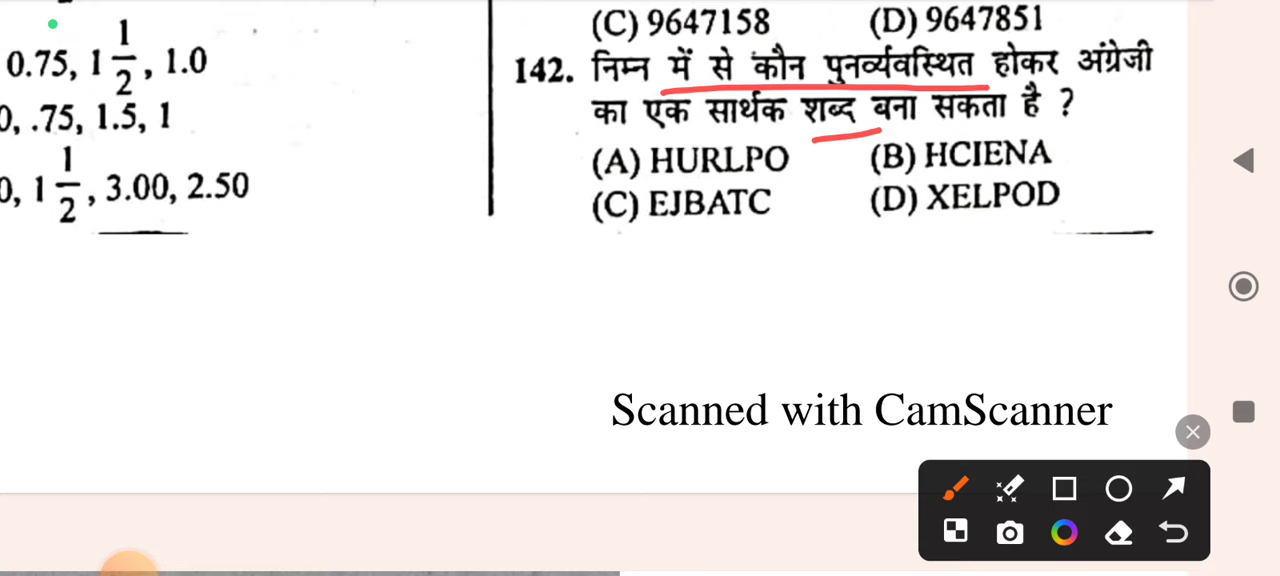 0.75, 1 1/2, 1.0
0, .75, 1.5, 1
0, 1 1/2, 3.00, 2.50
(C) 9647158 (D) 9647851
142. निम्न में से कौन पुनर्व्यवस्थित होकर अंग्रेजी
का एक सार्थक शब्द बना सकता है ?
(A) HURLPO (B) HCIENA
(C) EJBATC (D) XELPOD
Scanned with CamScanner